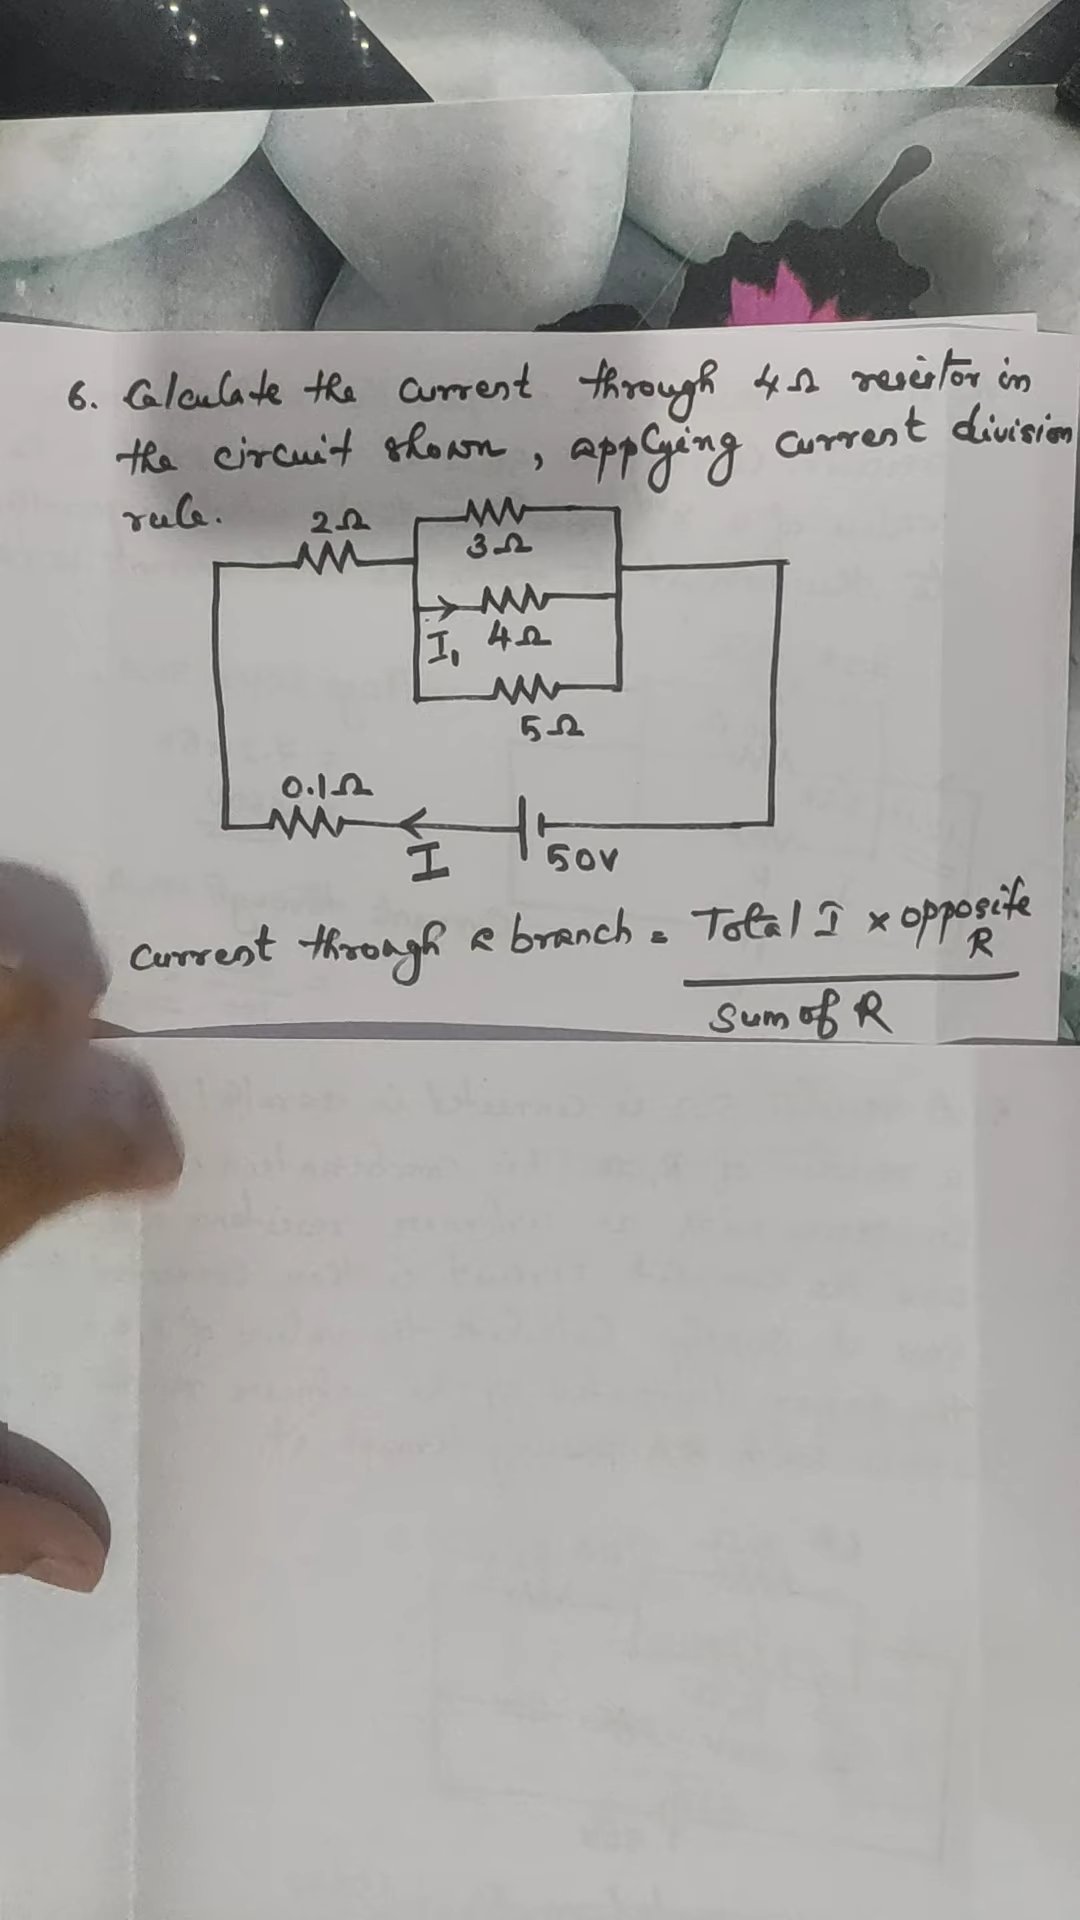 6. Calculate the current through 4Ω resistor in
the circuit shown, applying current division
rule.
2Ω
3Ω
I₁ 4Ω
5Ω
0.1Ω
I 50V
Current through a branch = Total I × opposite R
Sum of R